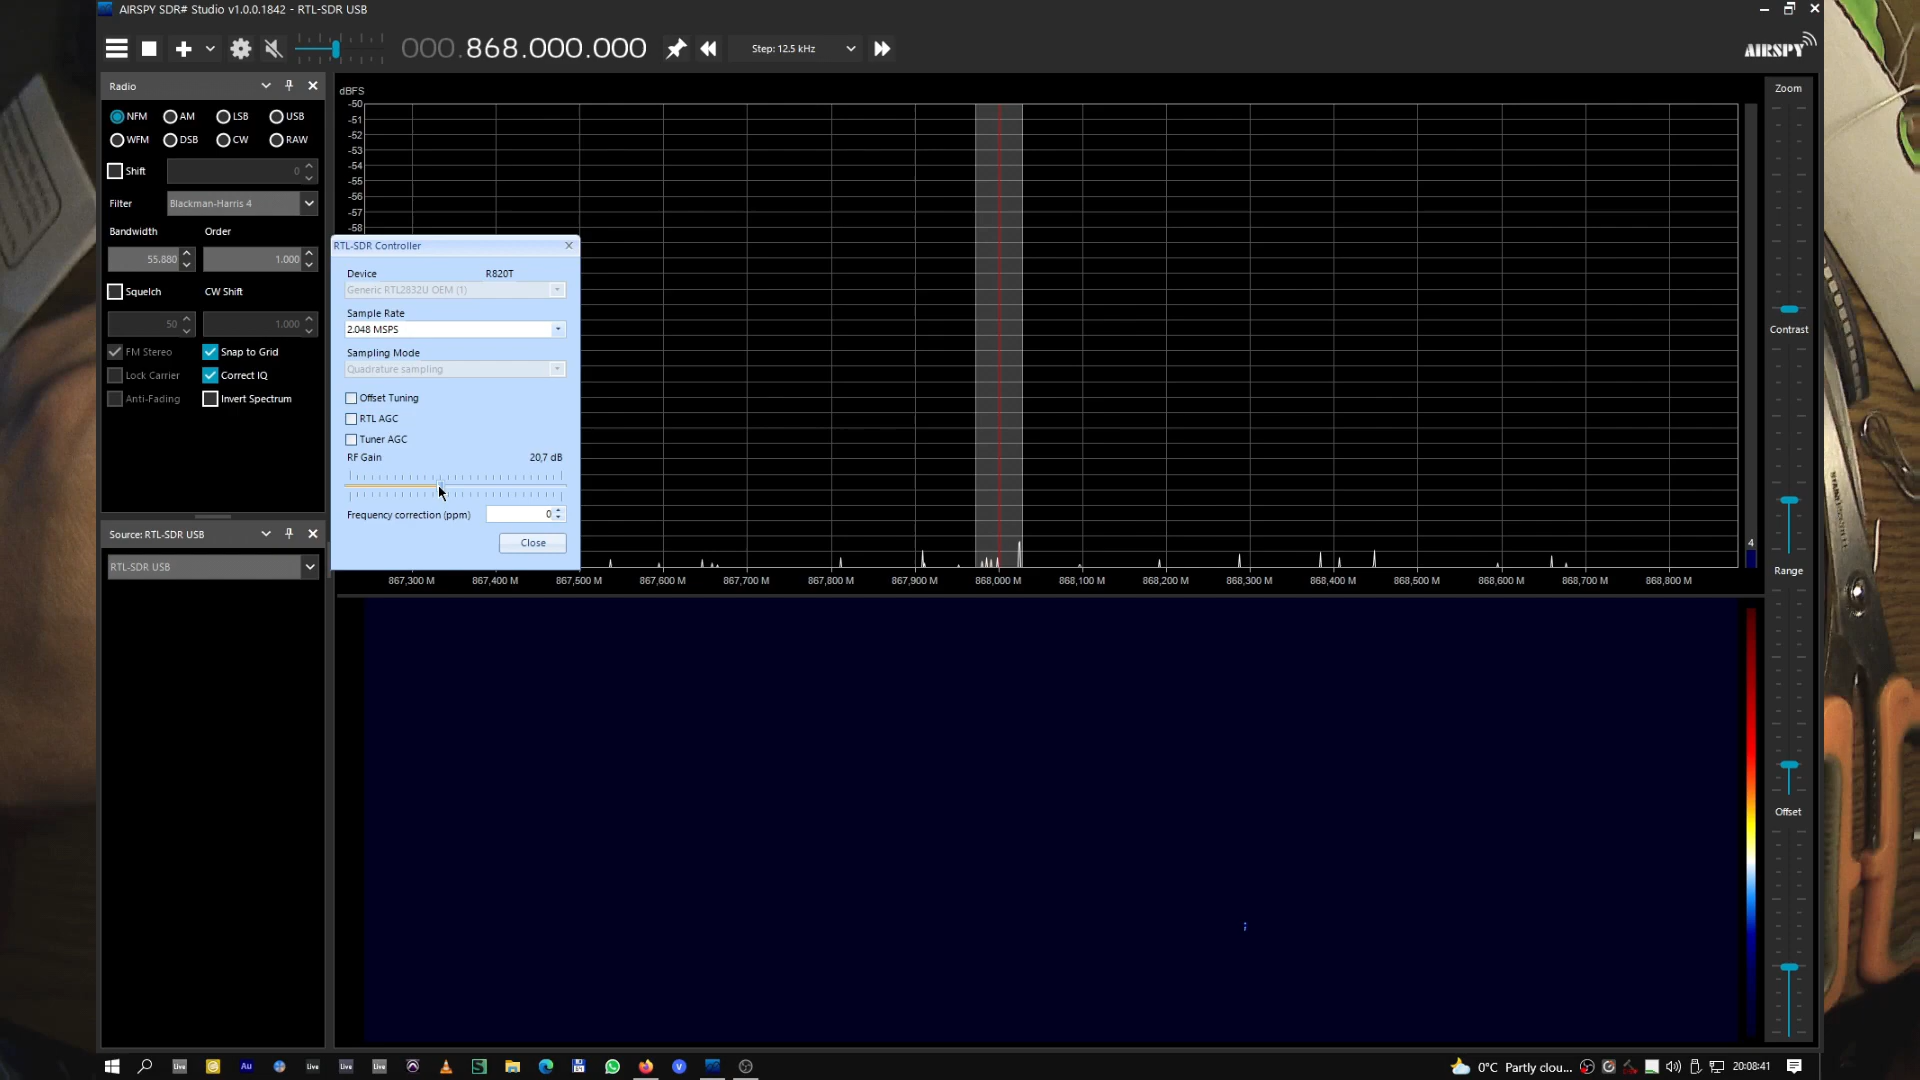 AIRSPY SDR# Studio v1.0.0.1842 - RTL-SDR USB
000.868.000.000
Step: 12.5 kHz
AIRSPY
Radio
NFM AM LSB USB
WFM DSB CW RAW
Shift 0
Filter Blackman-Harris 4
Bandwidth Order
55.880 1.000
Squelch CW Shift
50 1.000
FM Stereo Snap to Grid
Lock Carrier Correct IQ
Anti-Fading Invert Spectrum
Source: RTL-SDR USB
RTL-SDR USB
dBFS
-50
-51
-52
-53
-54
-55
-56
-57
-58
RTL-SDR Controller
Device R820T
Generic RTL2832U OEM (1)
Sample Rate
2.048 MSPS
Sampling Mode
Quadrature sampling
Offset Tuning
RTL AGC
Tuner AGC
RF Gain 20,7 dB
Frequency correction (ppm) 0
Close
4
867,300 M 867,400 M 867,500 M 867,600 M 867,700 M 867,800 M 867,900 M 868,000 M 868,100 M 868,200 M 868,300 M 868,400 M 868,500 M 868,600 M 868,700 M 868,800 M
Zoom
Contrast
Range
Offset
Live Au Live Live Live S V
0°C Partly clou... 20:08:41